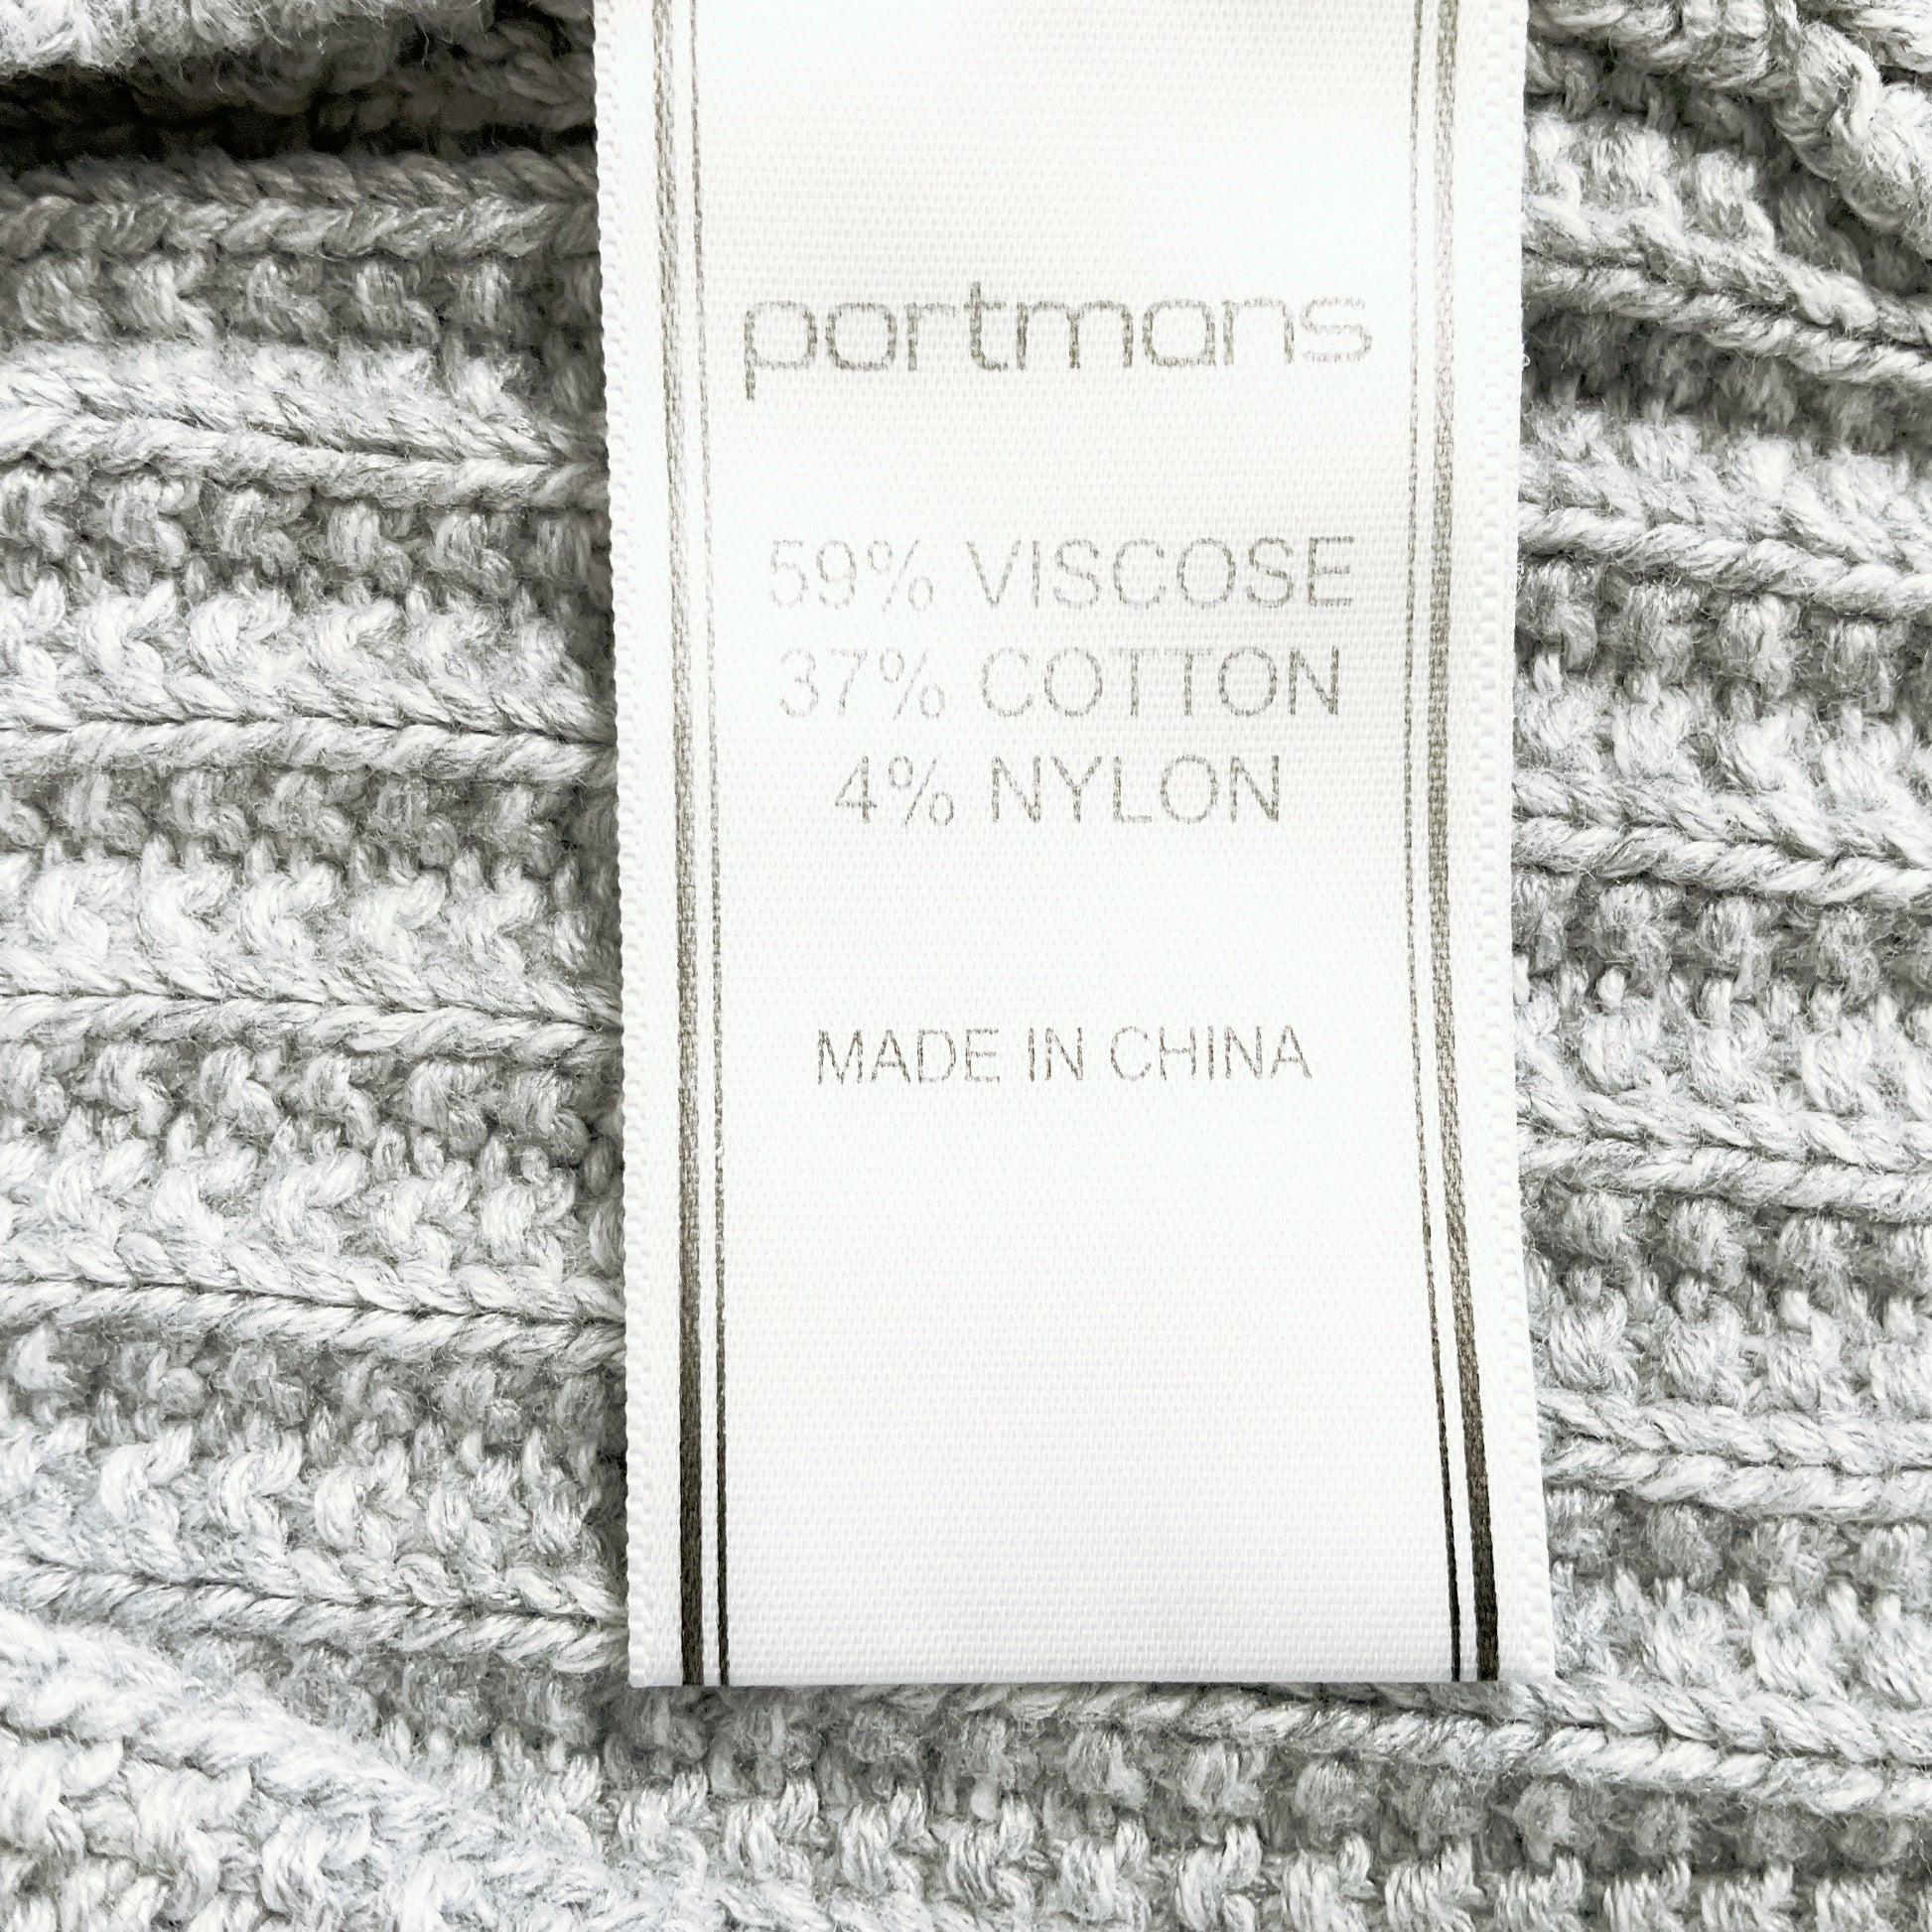 portmans
59% VISCOSE
37% COTTON
4% NYLON
MADE IN CHINA